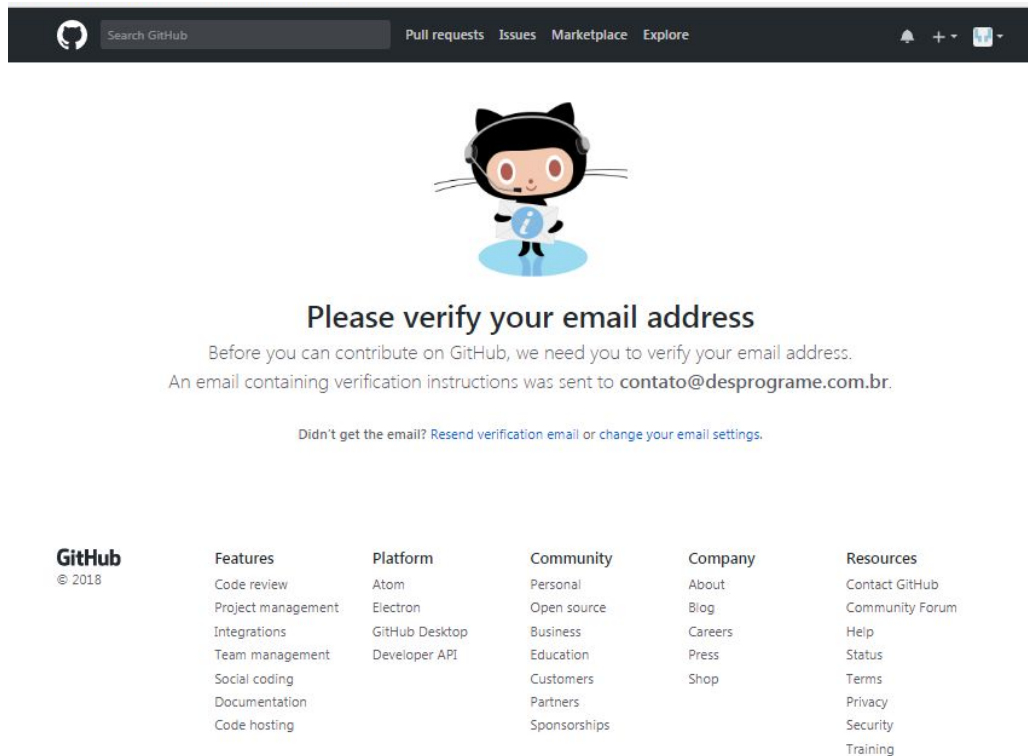 Search GitHub
Pull requests Issues Marketplace Explore
Please verify your email address
Before you can contribute on GitHub, we need you to verify your email address.
An email containing verification instructions was sent to contato@desprograme.com.br.
Didn't get the email? Resend verification email or change your email settings.
GitHub
© 2018
Features
Code review
Project management
Integrations
Team management
Social coding
Documentation
Code hosting
Platform
Atom
Electron
GitHub Desktop
Developer API
Community
Personal
Open source
Business
Education
Customers
Partners
Sponsorships
Company
About
Blog
Careers
Press
Shop
Resources
Contact GitHub
Community Forum
Help
Status
Terms
Privacy
Security
Training